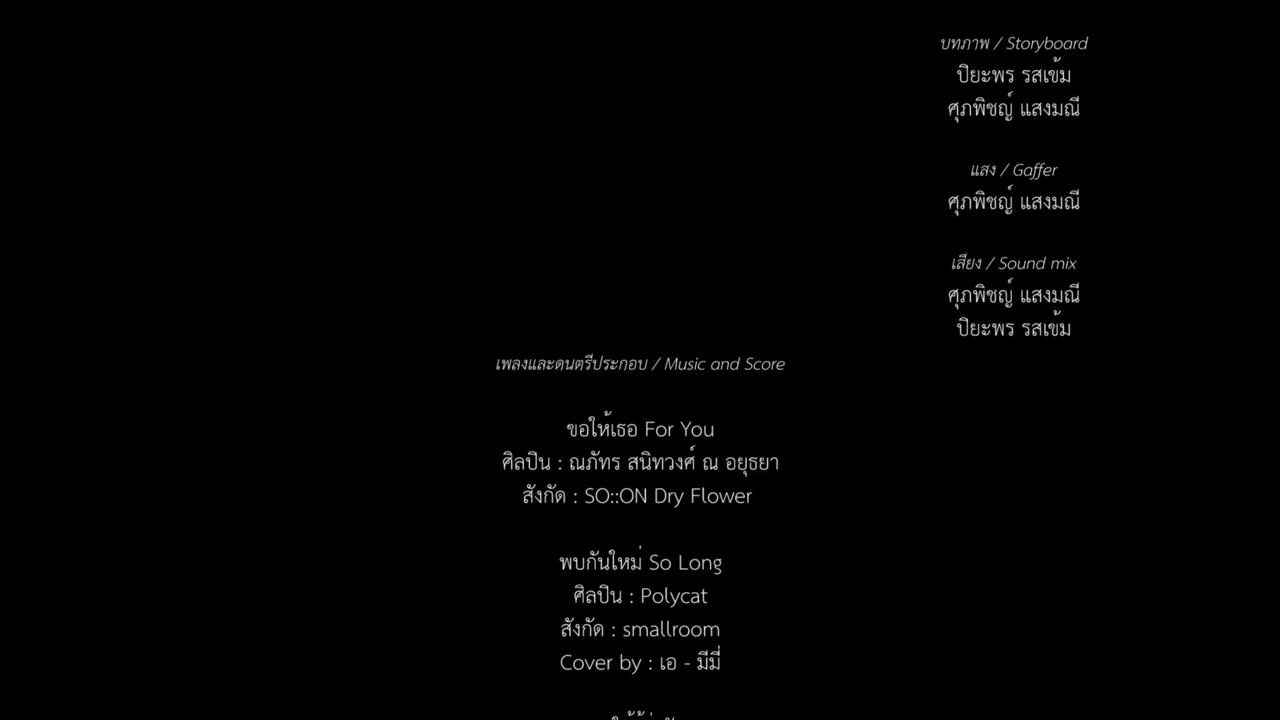 บทภาพ / Storyboard
ปิยะพร รสเข้ม
ศุภพิชญ์ แสงมณี
แสง / Gaffer
ศุภพิชญ์ แสงมณี
เสียง / Sound mix
ศุภพิชญ์ แสงมณี
ปิยะพร รสเข้ม
เพลงและดนตรีประกอบ / Music and Score
ขอให้เธอ For You
ศิลปิน : ณภัทร สนิทวงศ์ ณ อยุธยา
สังกัด : SO::ON Dry Flower
พบกันใหม่ So Long
ศิลปิน : Polycat
สังกัด : smallroom
Cover by : เอ - มีมี่